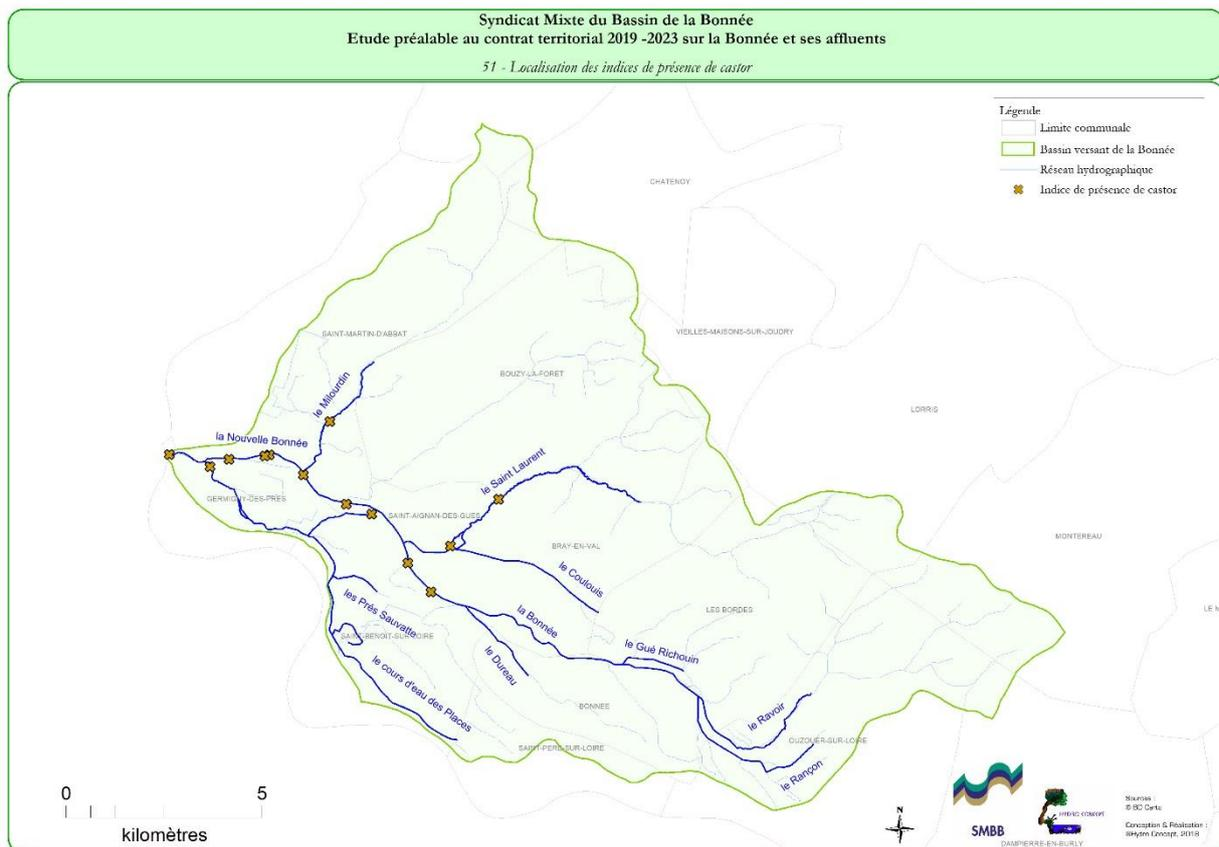 Syndicat Mixte du Bassin de la Bonnée
Etude préalable au contrat territorial 2019 -2023 sur la Bonnée et ses affluents
51 - Localisation des indices de présence de castor
Légende
Limite communale
Bassin versant de la Bonnée
Réseau hydrographique
Indice de présence de castor
CHATENOY
SAINT-MARTIN-D'ABBAT
VIEILLES-MAISONS-SUR-JOUDRY
BOUZY-LA-FORET
le Milourdin
LORRIS
la Nouvelle Bonnée
le Saint Laurent
GERMIGNY-DES-PRES
SAINT-AIGNAN-DES-GUES
MONTEREAU
BRAY-EN-VAL
le Coulouis
les Prés Sauvatte
LES BORDES
LE M
la Bonnée
SAINT-BENOIT-SUR-LOIRE
le Gué Richouin
le Dureau
le cours d'eau des Places
BONNEE
le Ravoir
OUZOUER-SUR-LOIRE
SAINT-PERE-SUR-LOIRE
le Rançon
0 5
kilomètres
N
SMBB
HYDRO CONCEPT
Sources :
© BD Carto
Conception & Réalisation :
©Hydro Concept, 2018
DAMPIERRE-EN-BURLY